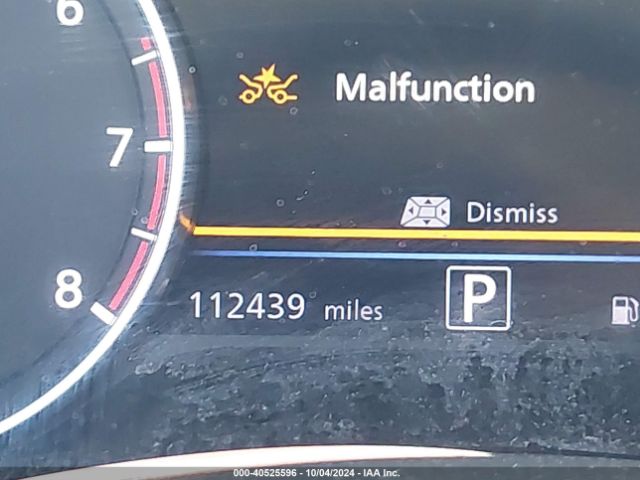 6
Malfunction
7
Dismiss
8
112439 miles
P
000-40525596 - 10/04/2024 - IAA Inc.